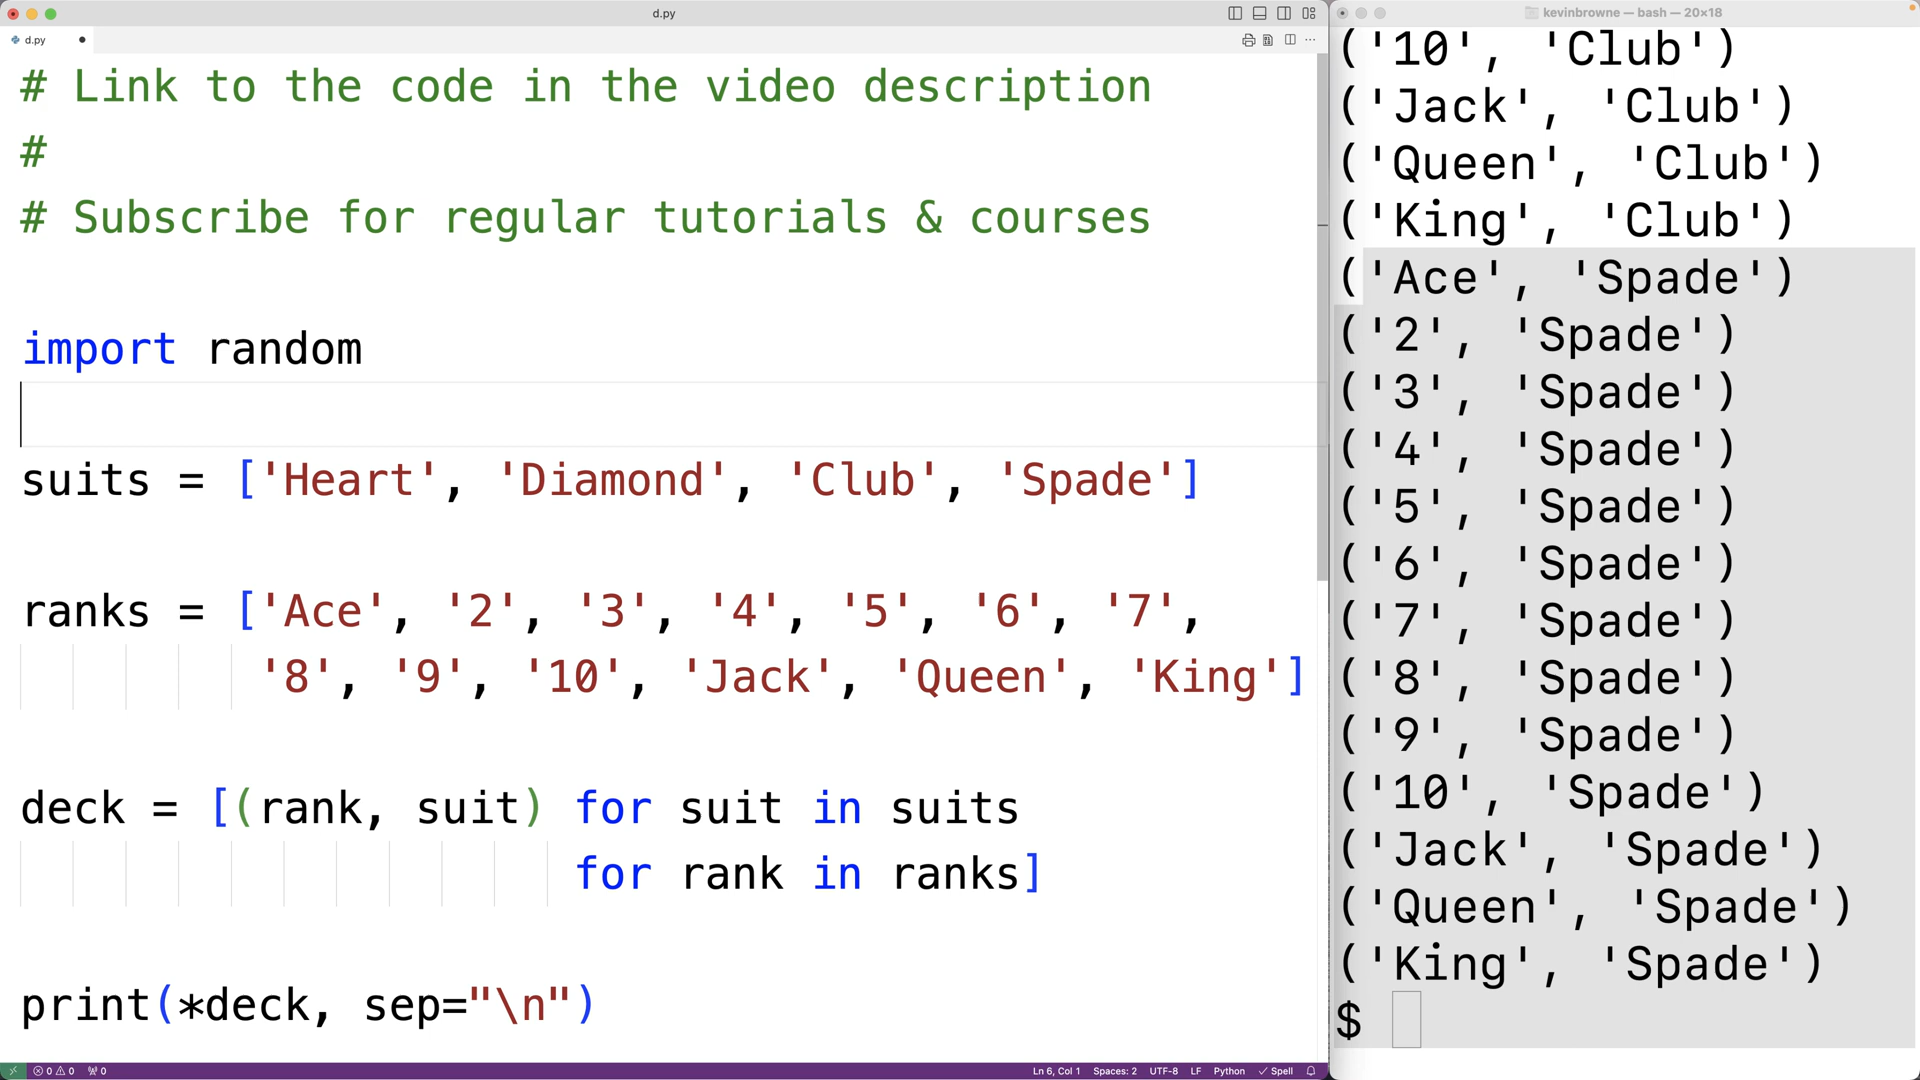 d.py
d.py
# Link to the code in the video description
#
# Subscribe for regular tutorials & courses
import random
suits = ['Heart', 'Diamond', 'Club', 'Spade']
ranks = ['Ace', '2', '3', '4', '5', '6', '7',
'8', '9', '10', 'Jack', 'Queen', 'King']
deck = [(rank, suit) for suit in suits
for rank in ranks]
print(*deck, sep="\n")
0 0 0
Ln 6, Col 1 Spaces: 2 UTF-8 LF Python Spell
kevinbrowne — bash — 20×18
('10', 'Club')
('Jack', 'Club')
('Queen', 'Club')
('King', 'Club')
('Ace', 'Spade')
('2', 'Spade')
('3', 'Spade')
('4', 'Spade')
('5', 'Spade')
('6', 'Spade')
('7', 'Spade')
('8', 'Spade')
('9', 'Spade')
('10', 'Spade')
('Jack', 'Spade')
('Queen', 'Spade')
('King', 'Spade')
$